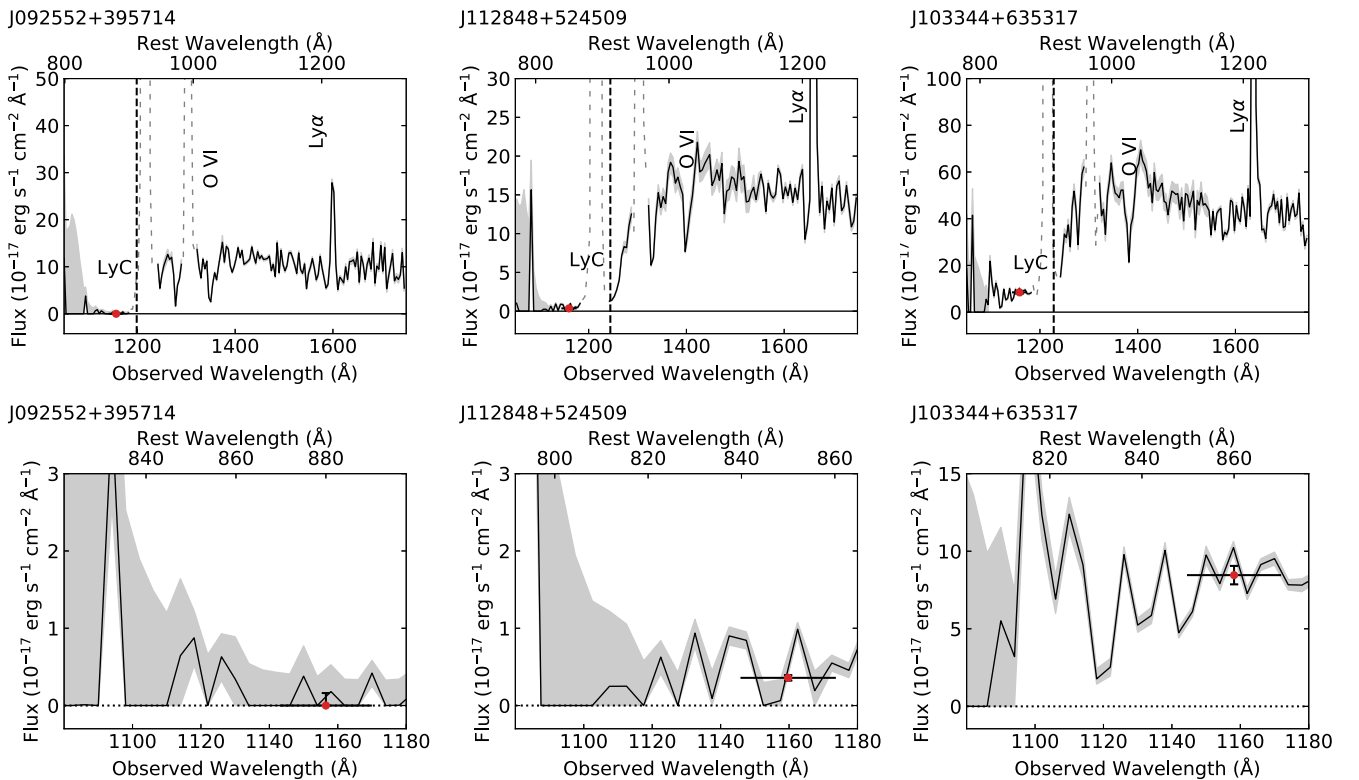 J092552+395714
Rest Wavelength (Å)
800 1000 1200
Flux (10⁻¹⁷ erg s⁻¹ cm⁻² Å⁻¹)
50
40
30
20
10
0
LyC
O VI
Lyα
1200 1400 1600
Observed Wavelength (Å)
J112848+524509
Rest Wavelength (Å)
800 1000 1200
Flux (10⁻¹⁷ erg s⁻¹ cm⁻² Å⁻¹)
30
25
20
15
10
5
0
LyC
O VI
Lyα
1200 1400 1600
Observed Wavelength (Å)
J103344+635317
Rest Wavelength (Å)
800 1000 1200
Flux (10⁻¹⁷ erg s⁻¹ cm⁻² Å⁻¹)
100
80
60
40
20
0
LyC
O VI
Lyα
1200 1400 1600
Observed Wavelength (Å)
J092552+395714
Rest Wavelength (Å)
840 860 880
Flux (10⁻¹⁷ erg s⁻¹ cm⁻² Å⁻¹)
3
2
1
0
1100 1120 1140 1160 1180
Observed Wavelength (Å)
J112848+524509
Rest Wavelength (Å)
800 820 840 860
Flux (10⁻¹⁷ erg s⁻¹ cm⁻² Å⁻¹)
3
2
1
0
1100 1120 1140 1160 1180
Observed Wavelength (Å)
J103344+635317
Rest Wavelength (Å)
820 840 860
Flux (10⁻¹⁷ erg s⁻¹ cm⁻² Å⁻¹)
15
10
5
0
1100 1120 1140 1160 1180
Observed Wavelength (Å)